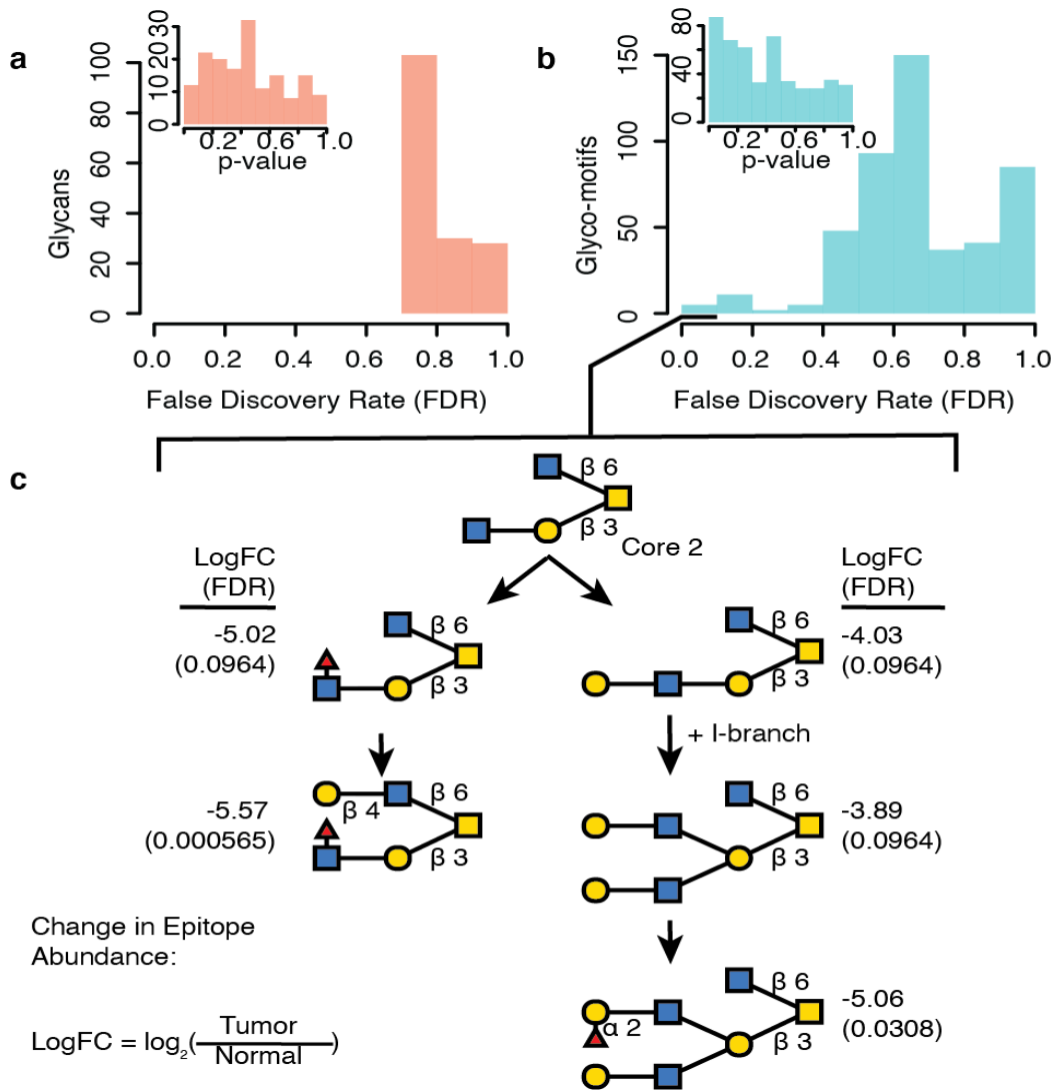 a
Glycans
0 20 40 60 80 100
0 10 20 30
0.2 0.6 1.0
p-value
0.0 0.2 0.4 0.6 0.8 1.0
False Discovery Rate (FDR)
b
Glyco-motifs
0 50 100 150
0 40 80
0.2 0.6 1.0
p-value
0.0 0.2 0.4 0.6 0.8 1.0
False Discovery Rate (FDR)
c
β 6
β 3
Core 2
LogFC
(FDR)
-5.02
(0.0964)
β 6
β 3
β 6
β 3
LogFC
(FDR)
-4.03
(0.0964)
+ I-branch
-5.57
(0.000565)
β 4
β 6
β 3
β 6
β 3
-3.89
(0.0964)
α 2
β 6
β 3
-5.06
(0.0308)
Change in Epitope
Abundance:
LogFC = log2(Tumor
Normal)